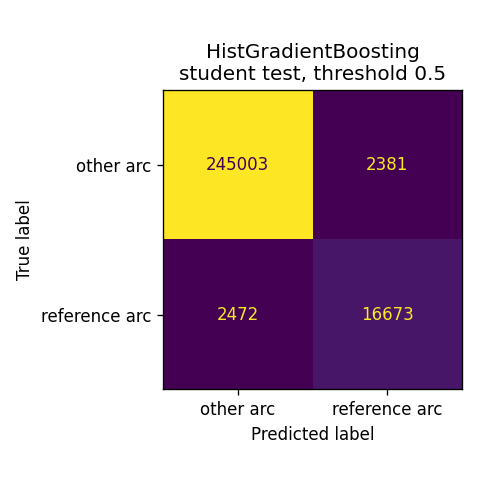 HistGradientBoosting
student test, threshold 0.5
True label
other arc
245003
2381
reference arc
2472
16673
other arc
reference arc
Predicted label